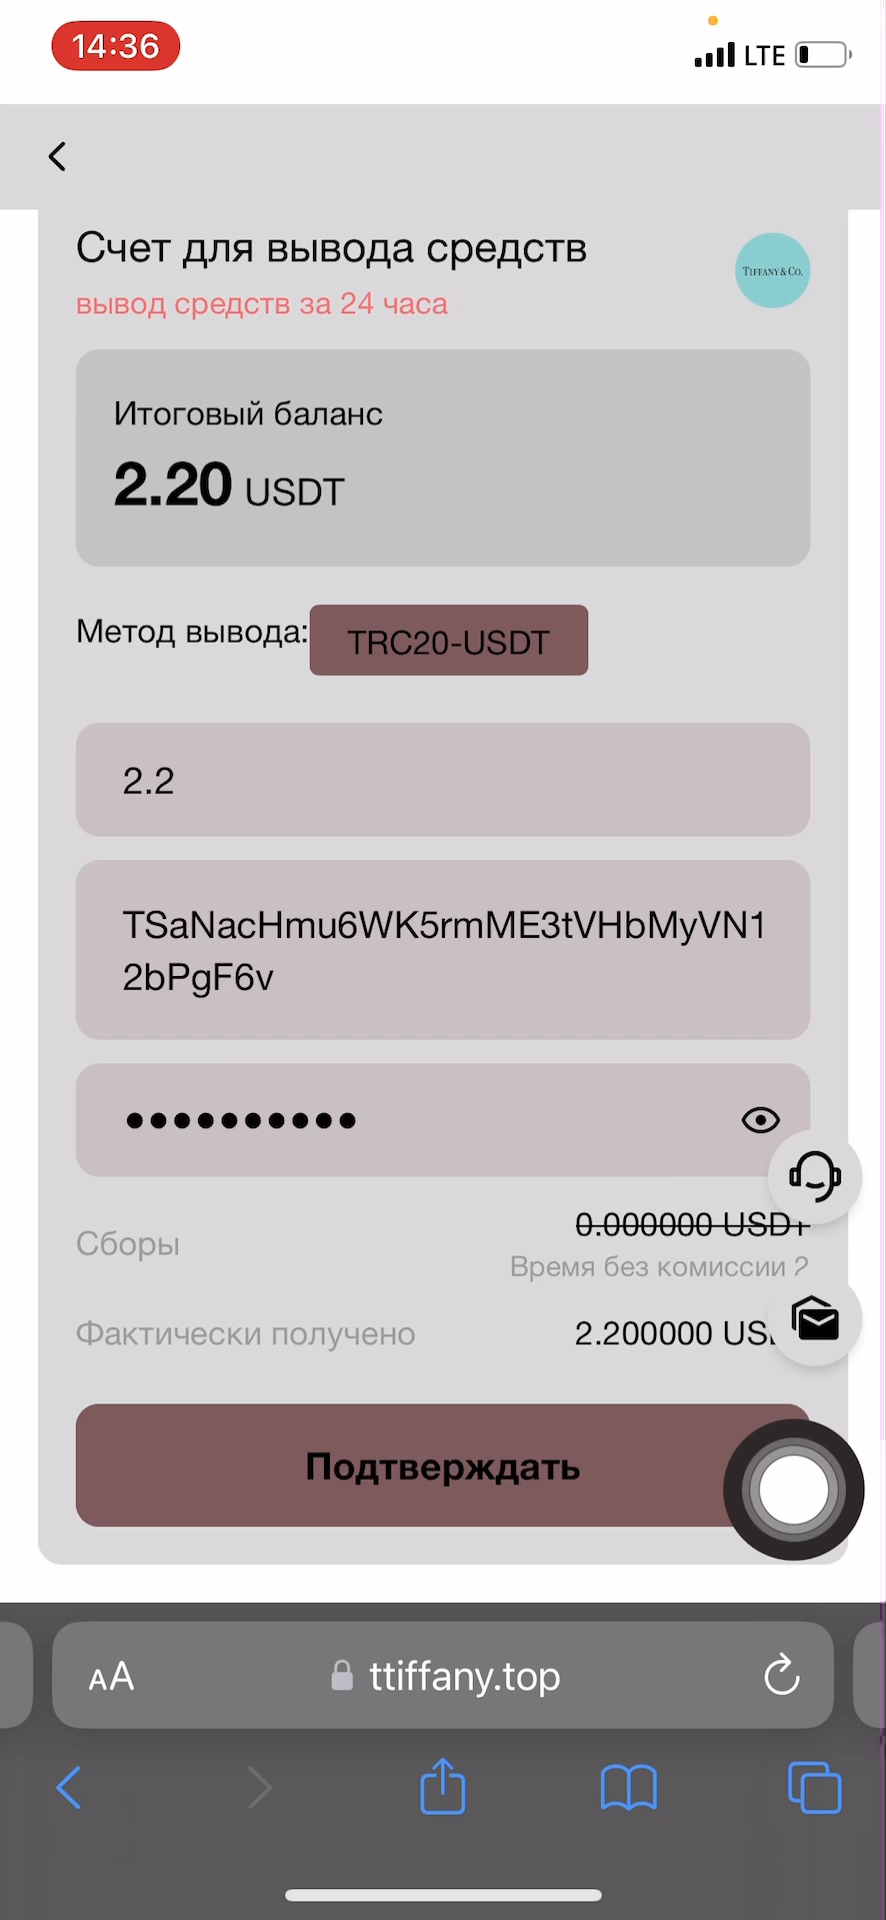 14:36
LTE
Счет для вывода средств
вывод средств за 24 часа
TIFFANY & CO.
Итоговый баланс
2.20 USDT
Метод вывода:
TRC20-USDT
2.2
TSaNacHmu6WK5rmME3tVHbMyVN1
2bPgF6v
••••••••••
0.000000 USDT
Сборы
Время без комиссии ?
Фактически получено
2.200000 US
Подтверждать
AA
ttiffany.top